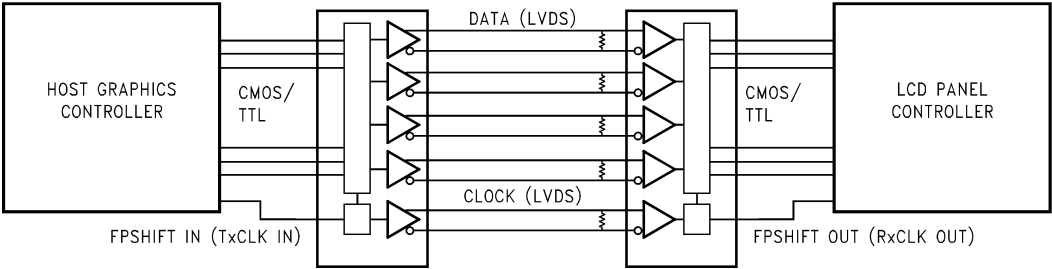 DATA (LVDS)
HOST GRAPHICS
CONTROLLER
CMOS/
TTL
CMOS/
TTL
LCD PANEL
CONTROLLER
CLOCK (LVDS)
FPSHIFT IN (TxCLK IN)
FPSHIFT OUT (RxCLK OUT)